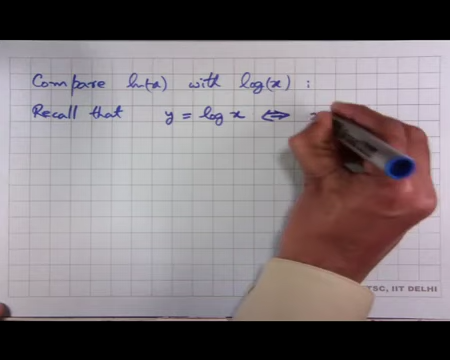 Compare ln(x) with log(x) :
Recall that y = log x ⇔
TSC, IIT DELHI